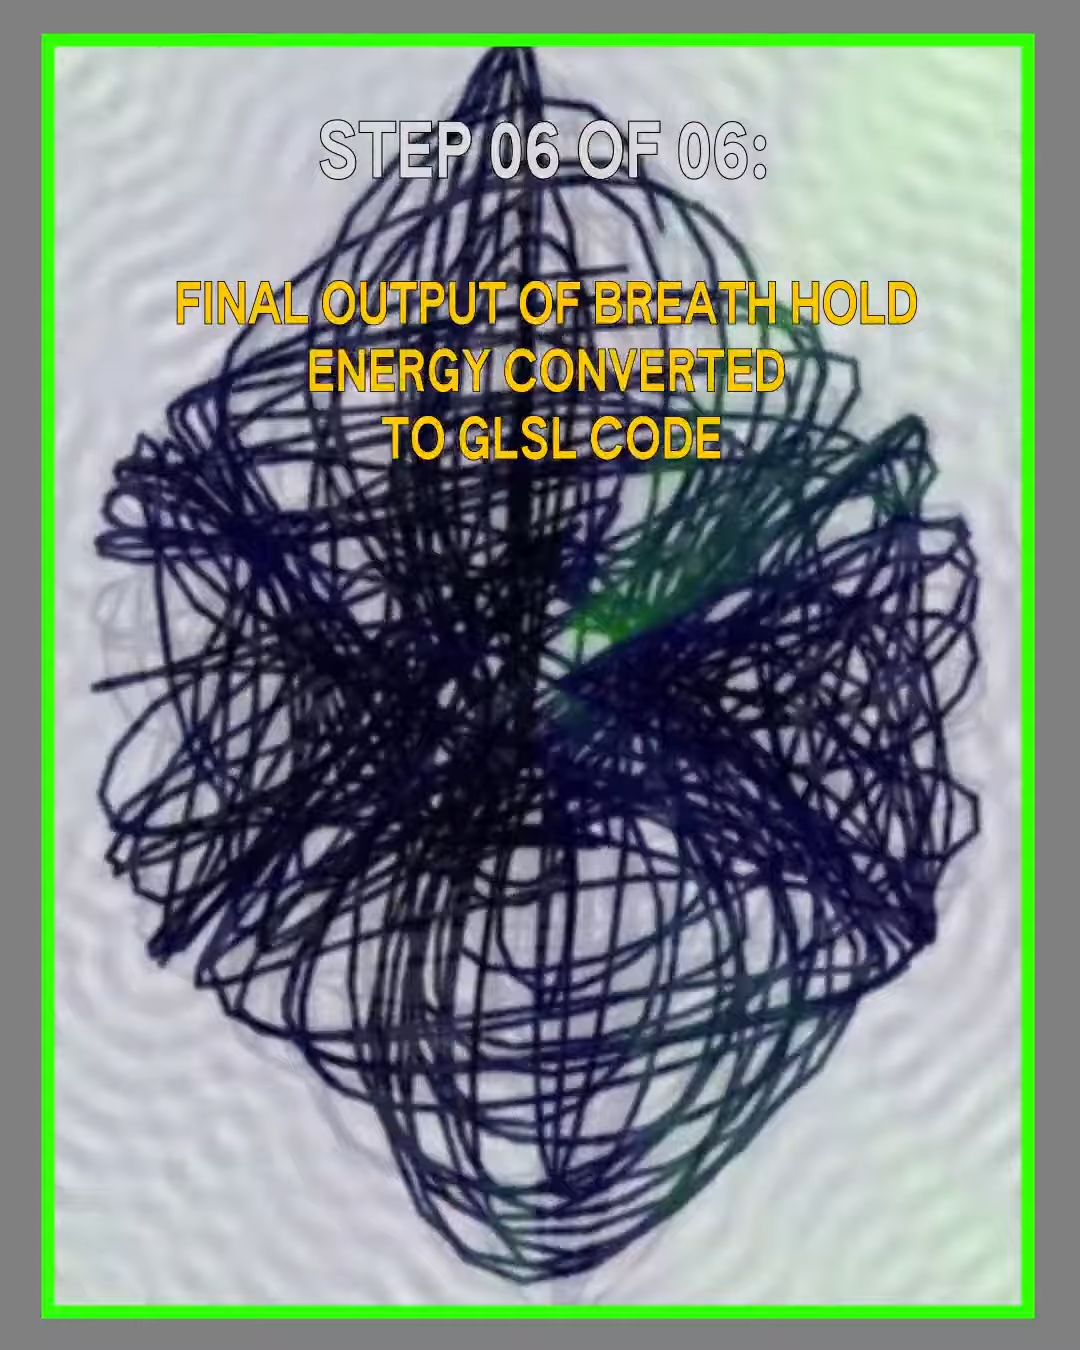 STEP 06 OF 06:
FINAL OUTPUT OF BREATH HOLD
ENERGY CONVERTED
TO GLSL CODE